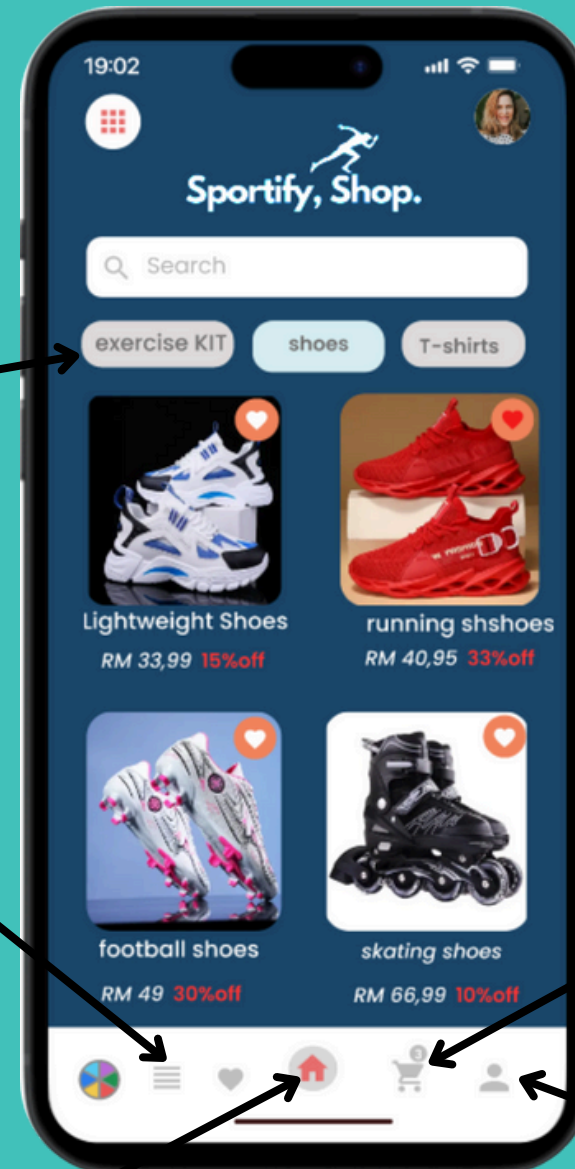 19:02
Sportify, Shop.
Search
exercise KIT shoes T-shirts
Lightweight Shoes running shshoes
RM 33,99 15%off RM 40,95 33%off
football shoes skating shoes
RM 49 30%off RM 66,99 10%off
3